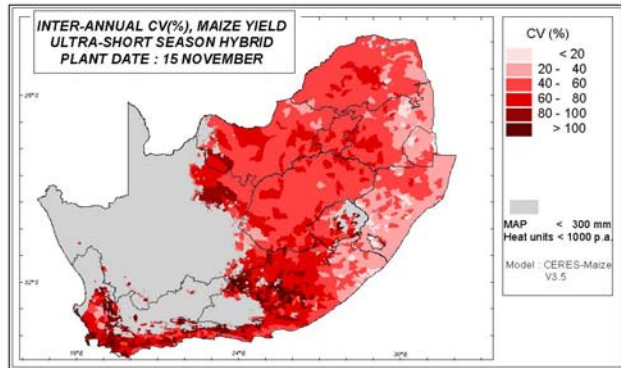 INTER-ANNUAL CV(%), MAIZE YIELD
ULTRA-SHORT SEASON HYBRID
PLANT DATE : 15 NOVEMBER
CV (%)
< 20
20 - 40
40 - 60
60 - 80
80 - 100
> 100
MAP < 300 mm
Heat units < 1000 p.a.
Model : CERES-Maize
V3.5